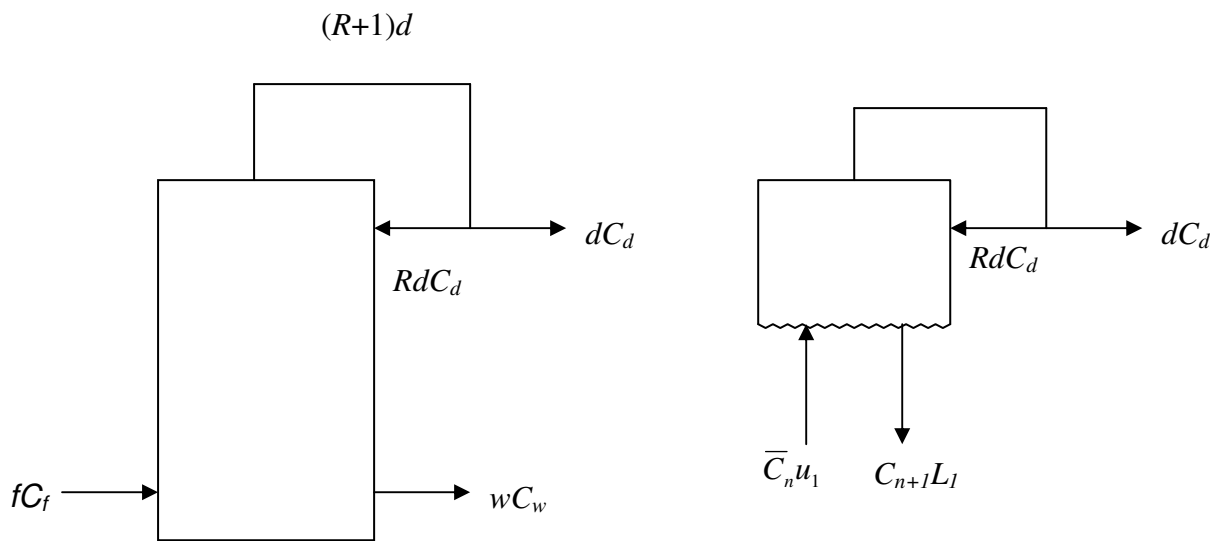 (R+1)d
dC_d
RdC_d
fC_f
wC_w
dC_d
RdC_d
C̅_n u_1
C_{n+1}L_1